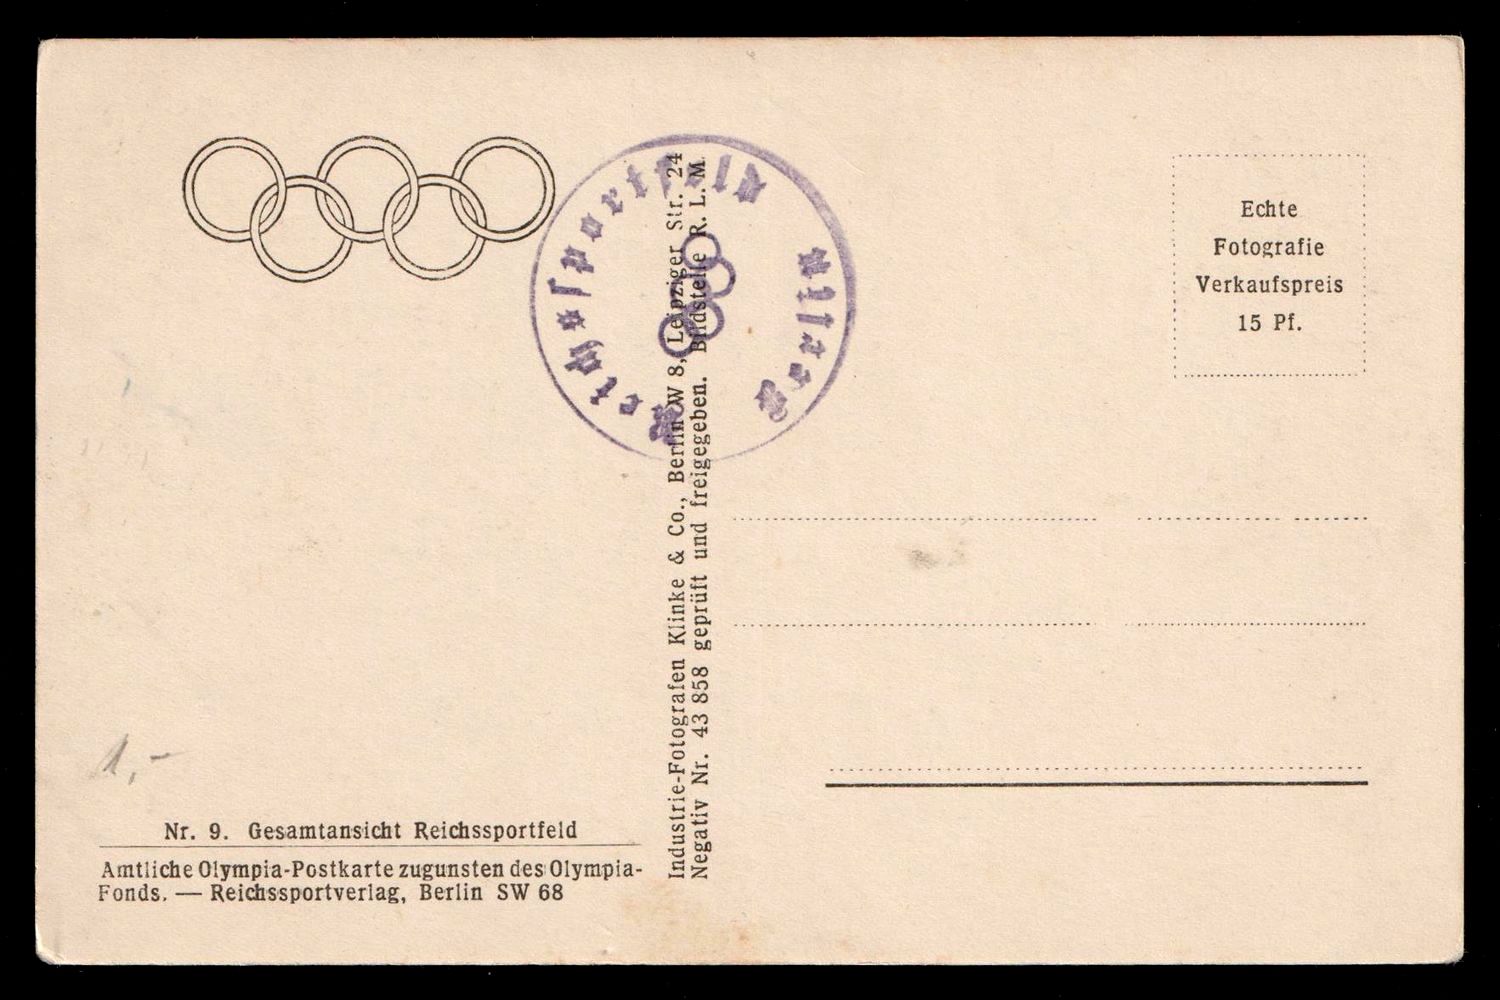 Reichssportfeld
Berlin
Echte
Fotografie
Verkaufspreis
15 Pf.
Industrie-Fotografen Klinke & Co., Berlin W 8, Leipziger Str. 24
Negativ Nr. 43 858 geprüft und freigegeben. Bildstelle R. L. M.
1,-
Nr. 9. Gesamtansicht Reichssportfeld
Amtliche Olympia-Postkarte zugunsten des Olympia-
Fonds. — Reichssportverlag, Berlin SW 68